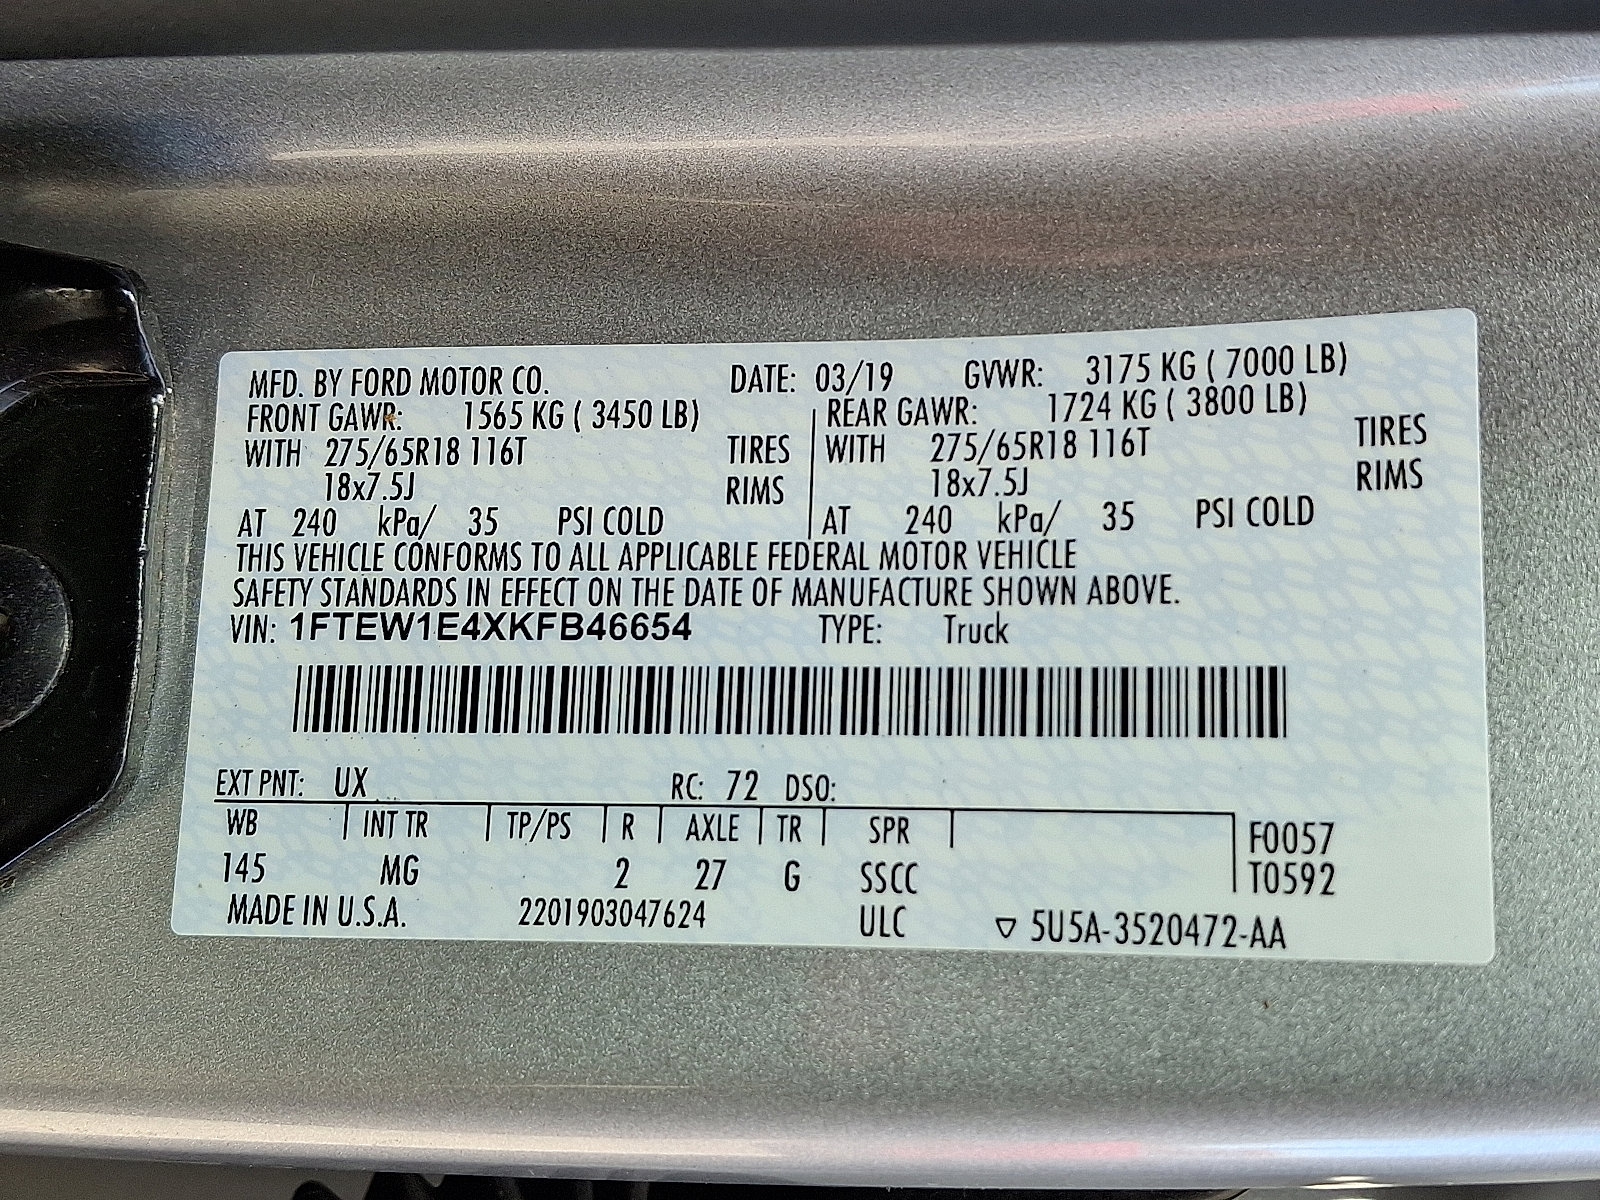 MFD. BY FORD MOTOR CO. DATE: 03/19 GVWR: 3175 KG ( 7000 LB)
FRONT GAWR: 1565 KG ( 3450 LB) REAR GAWR: 1724 KG ( 3800 LB)
WITH 275/65R18 116T TIRES WITH 275/65R18 116T TIRES
18x7.5J RIMS 18x7.5J RIMS
AT 240 kPa/ 35 PSI COLD AT 240 kPa/ 35 PSI COLD
THIS VEHICLE CONFORMS TO ALL APPLICABLE FEDERAL MOTOR VEHICLE
SAFETY STANDARDS IN EFFECT ON THE DATE OF MANUFACTURE SHOWN ABOVE.
VIN: 1FTEW1E4XKFB46654 TYPE: Truck
EXT PNT: UX RC: 72 DSO:
WB INT TR TP/PS R AXLE TR SPR F0057
145 MG 2 27 G SSCC T0592
MADE IN U.S.A. 2201903047624 ULC ▽ 5U5A-3520472-AA